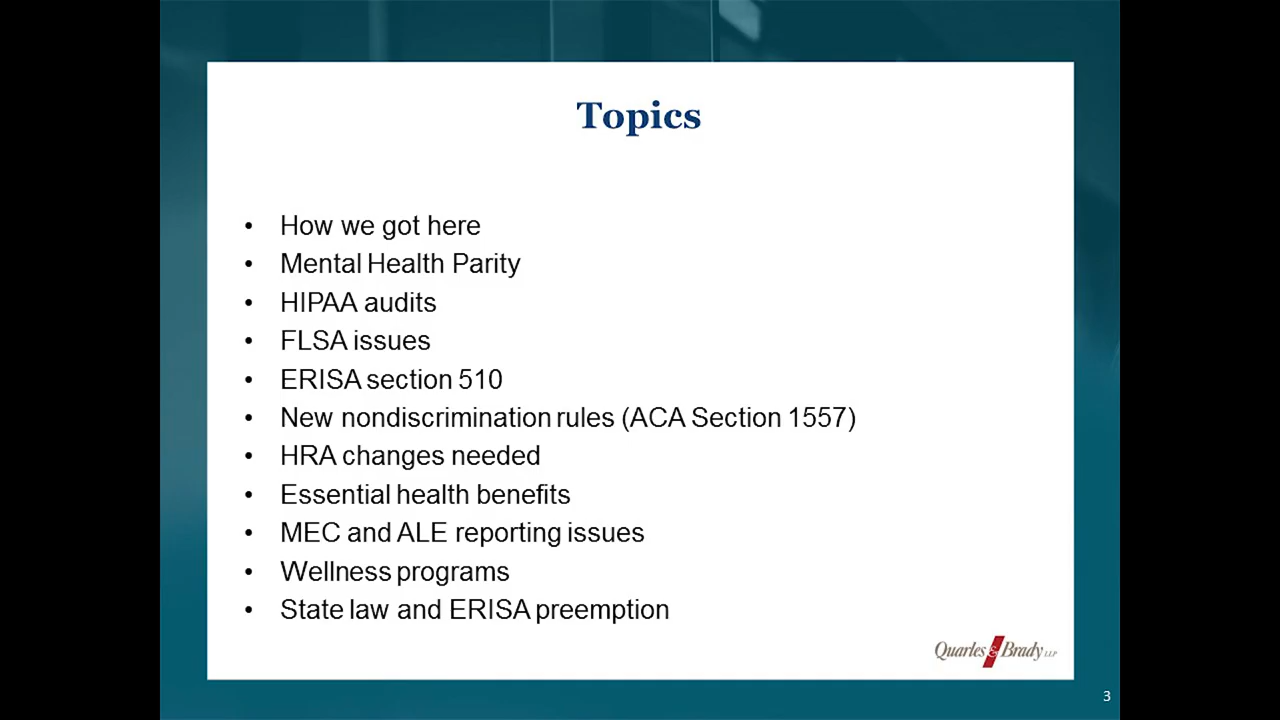 Topics
• How we got here
• Mental Health Parity
• HIPAA audits
• FLSA issues
• ERISA section 510
• New nondiscrimination rules (ACA Section 1557)
• HRA changes needed
• Essential health benefits
• MEC and ALE reporting issues
• Wellness programs
• State law and ERISA preemption
Quarles & Brady LLP
3